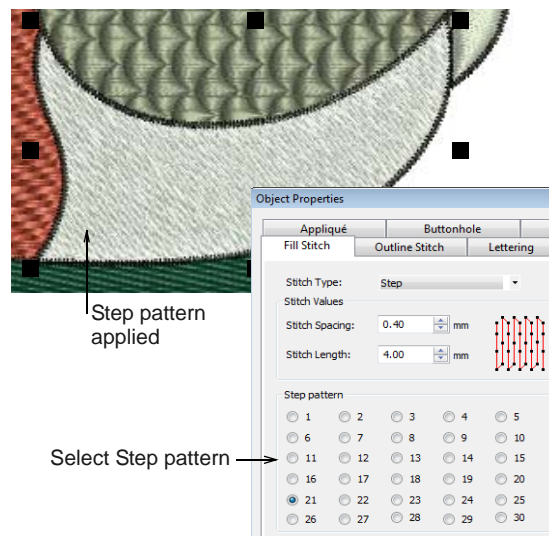 Object Properties
Appliqué Buttonhole
Fill Stitch Outline Stitch Lettering
Stitch Type: Step
Stitch Values
Stitch Spacing: 0.40 mm
Stitch Length: 4.00 mm
Step pattern
applied
Step pattern
1 2 3 4 5
6 7 8 9 10
Select Step pattern
11 12 13 14 15
16 17 18 19 20
21 22 23 24 25
26 27 28 29 30